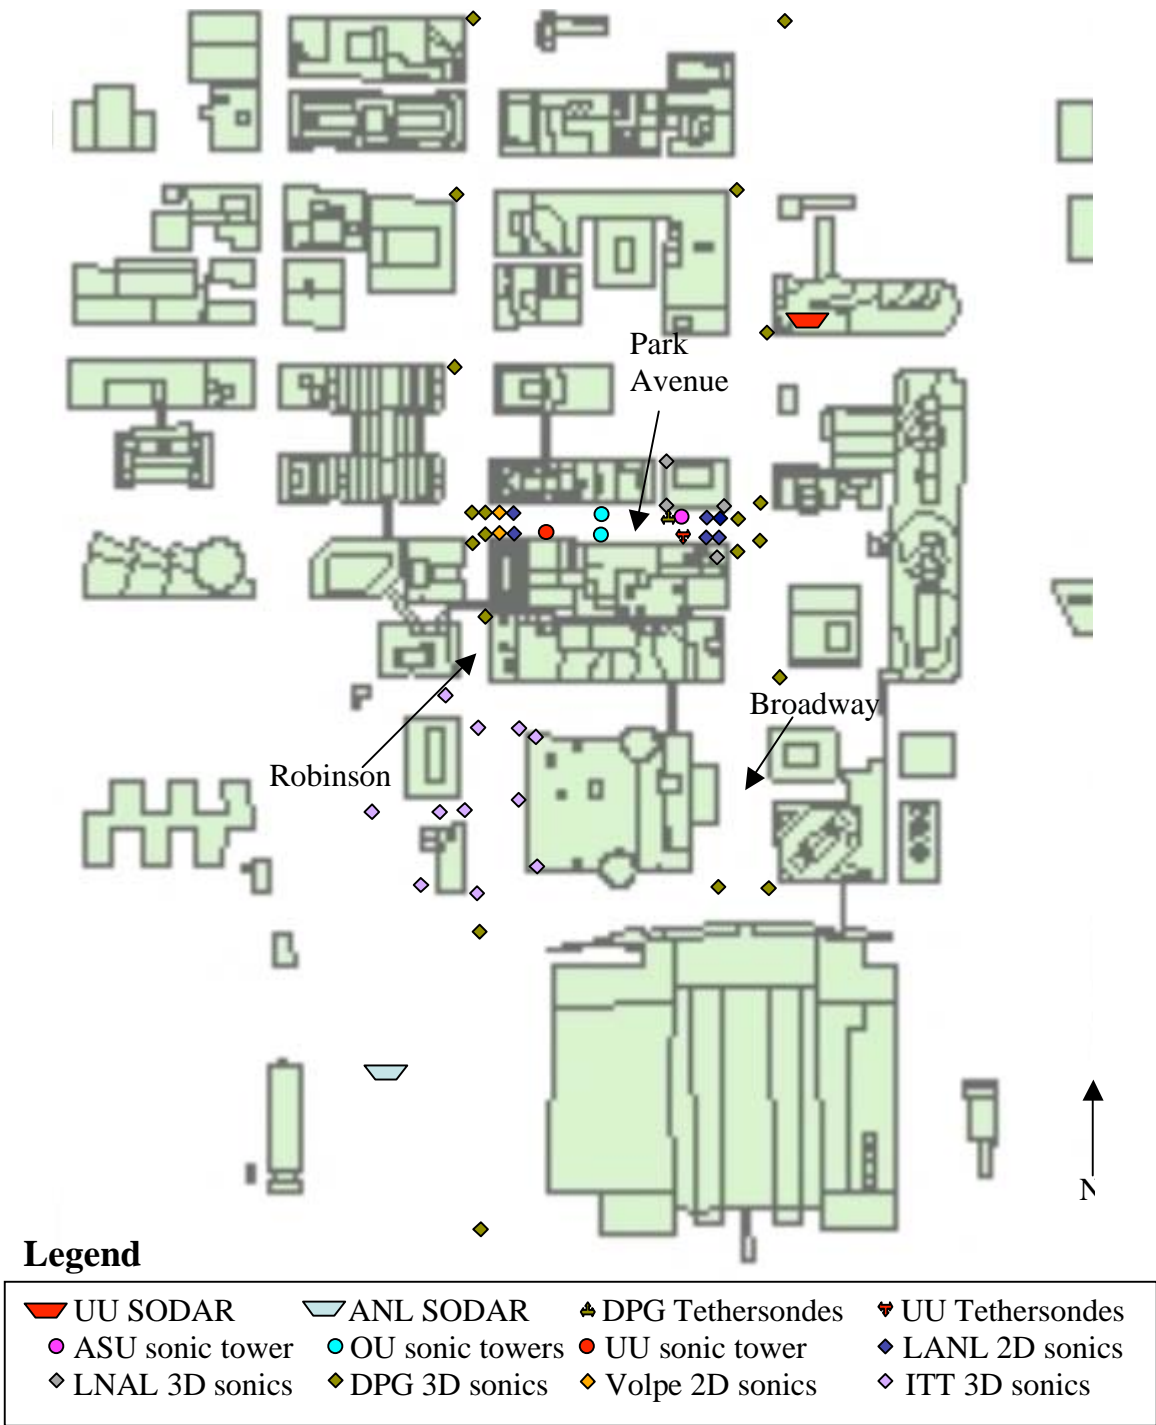 Park
Avenue
Broadway
Robinson
N
Legend
UU SODAR ANL SODAR DPG Tethersondes UU Tethersondes
ASU sonic tower OU sonic towers UU sonic tower LANL 2D sonics
LNAL 3D sonics DPG 3D sonics Volpe 2D sonics ITT 3D sonics